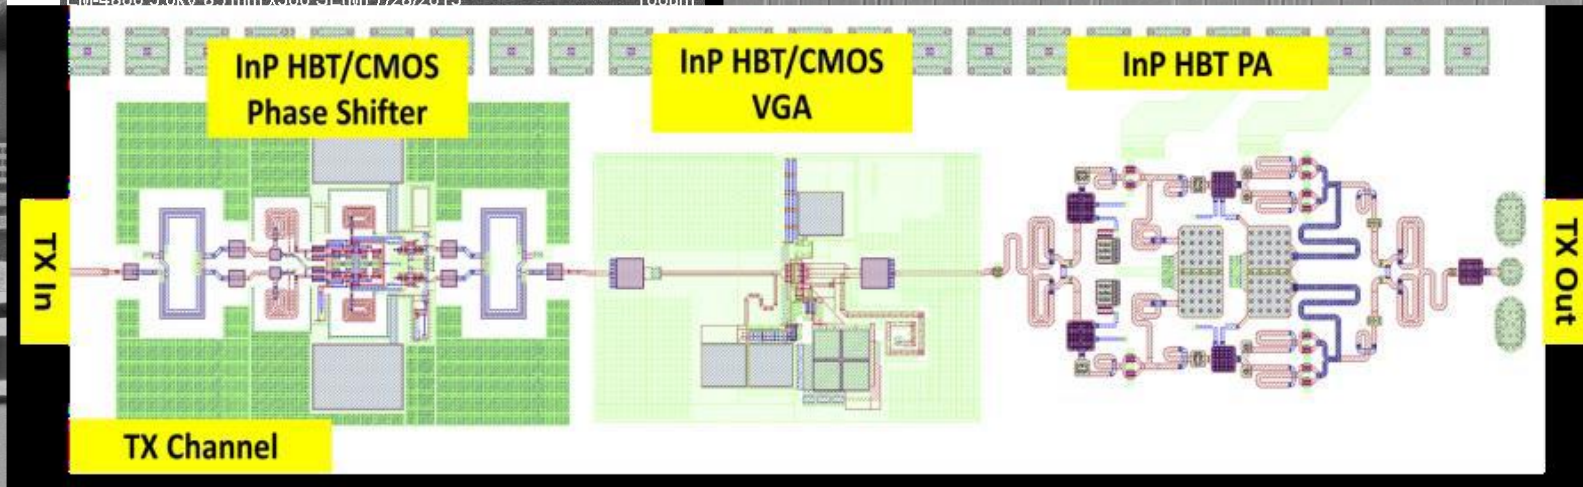 InP HBT/CMOS
Phase Shifter
InP HBT/CMOS
VGA
InP HBT PA
TX In
TX Out
TX Channel